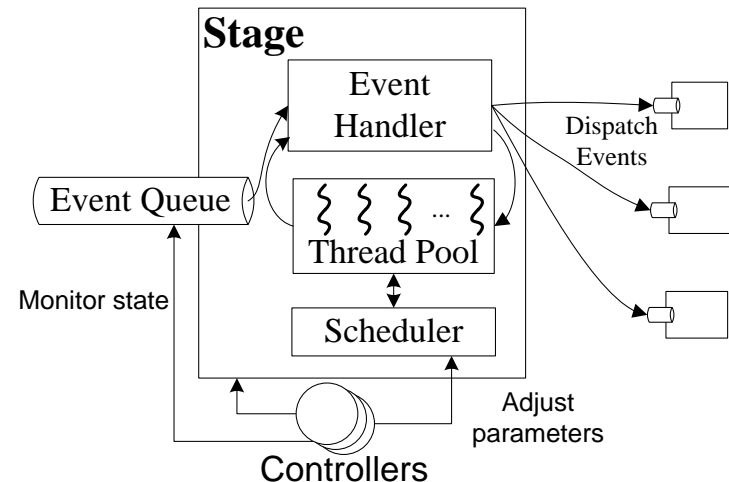 Stage
Event
Handler
Dispatch
Events
Event Queue
...
Thread Pool
Monitor state
Scheduler
Adjust
parameters
Controllers